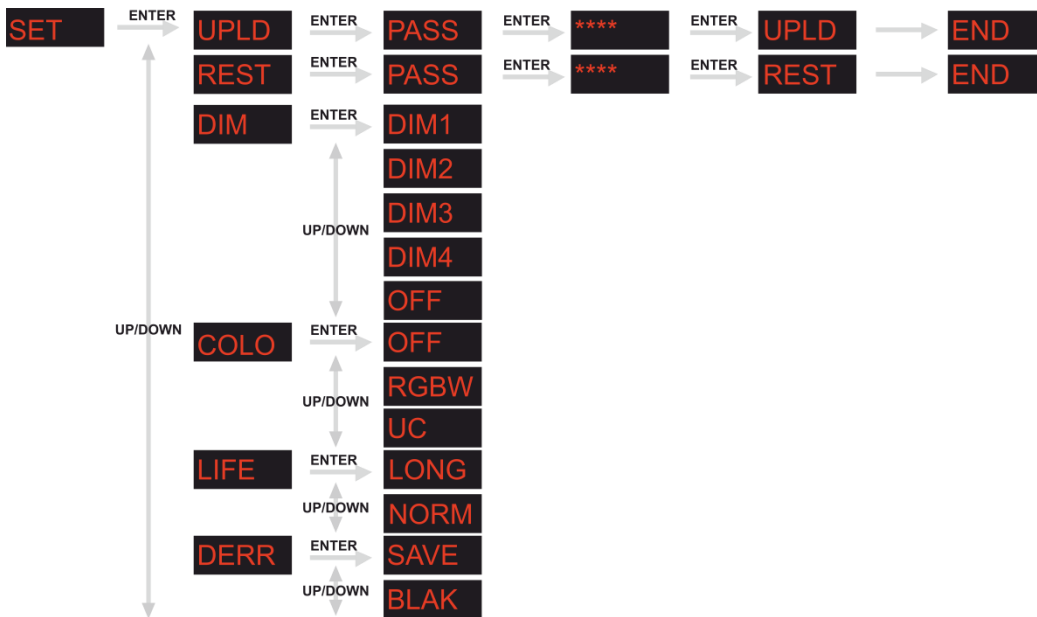 SET ENTER UPLD ENTER PASS ENTER **** ENTER UPLD END
REST ENTER PASS ENTER **** ENTER REST END
DIM ENTER DIM1
DIM2
DIM3
UP/DOWN
DIM4
OFF
UP/DOWN COLO ENTER OFF
RGBW
UP/DOWN
UC
LIFE ENTER LONG
UP/DOWN NORM
DERR ENTER SAVE
UP/DOWN BLAK